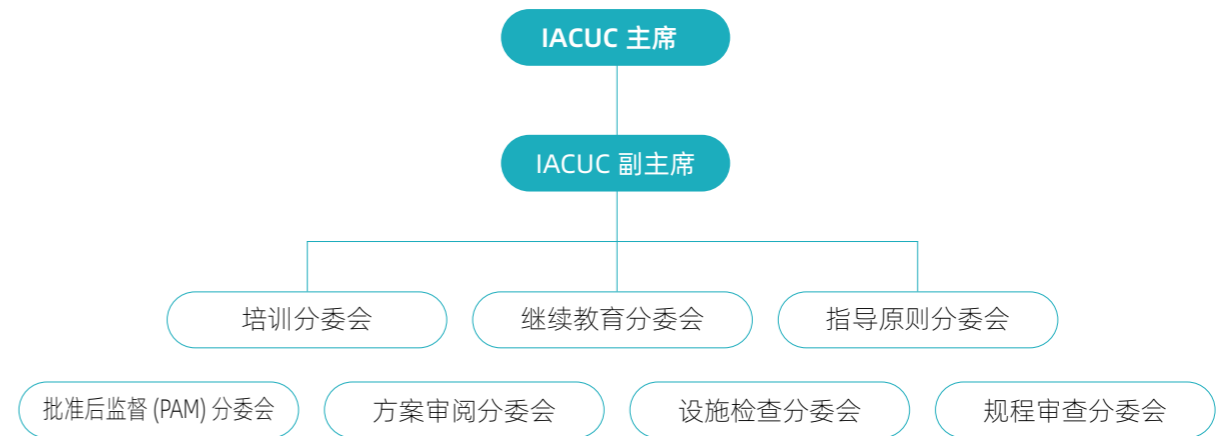 IACUC 主席
IACUC 副主席
培训分委会
继续教育分委会
指导原则分委会
批准后监督 (PAM) 分委会
方案审阅分委会
设施检查分委会
规程审查分委会